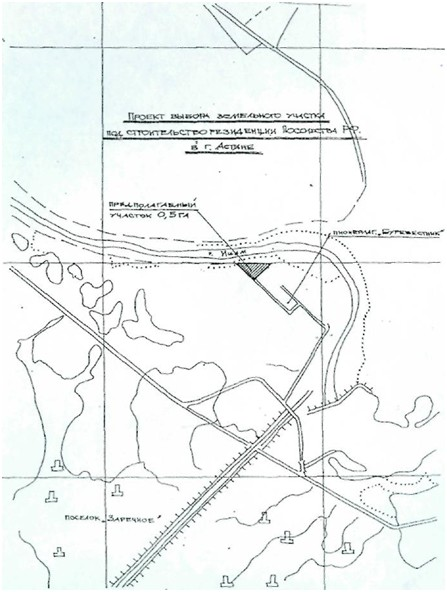 ПРОЕКТ ВЫБОРА ЗЕМЕЛЬНОГО УЧАСТКА
ПОД СТРОИТЕЛЬСТВО РЕЗИДЕНЦИИ ПОСОЛЬСТВА РФ
В Г. АСТАНЕ
ПРЕДПОЛАГАЕМЫЙ
УЧАСТОК 0,5 ГА
р. Ишим
ПИОНЕРЛАГ. „БУРЕВЕСТНИК"
ПОСЕЛОК „ЗАРЕЧНОЕ"